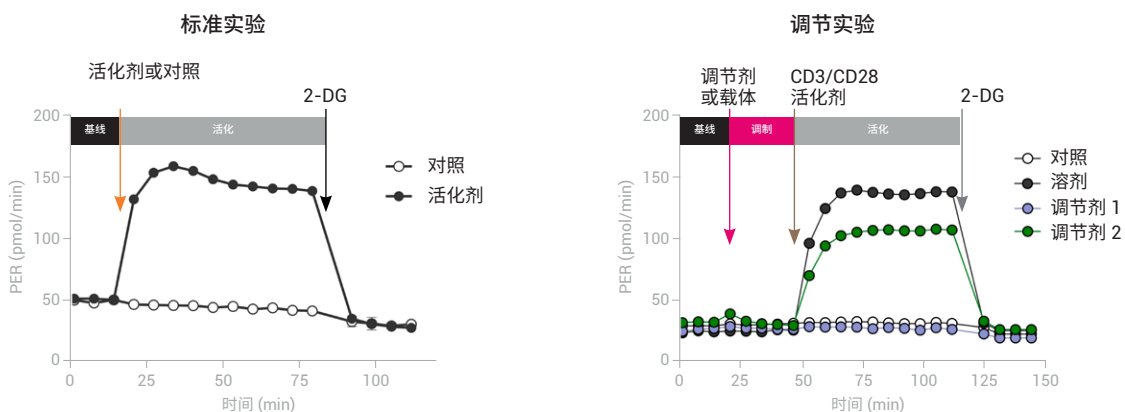 标准实验
活化剂或对照
2-DG
200
150
100
50
0
基线
活化
对照
活化剂
PER (pmol/min)
0
25
50
75
100
时间 (min)
调节实验
调节剂
或载体
CD3/CD28
活化剂
2-DG
200
150
100
50
0
基线
调制
活化
对照
溶剂
调节剂 1
调节剂 2
PER (pmol/min)
0
25
50
75
100
125
150
时间 (min)